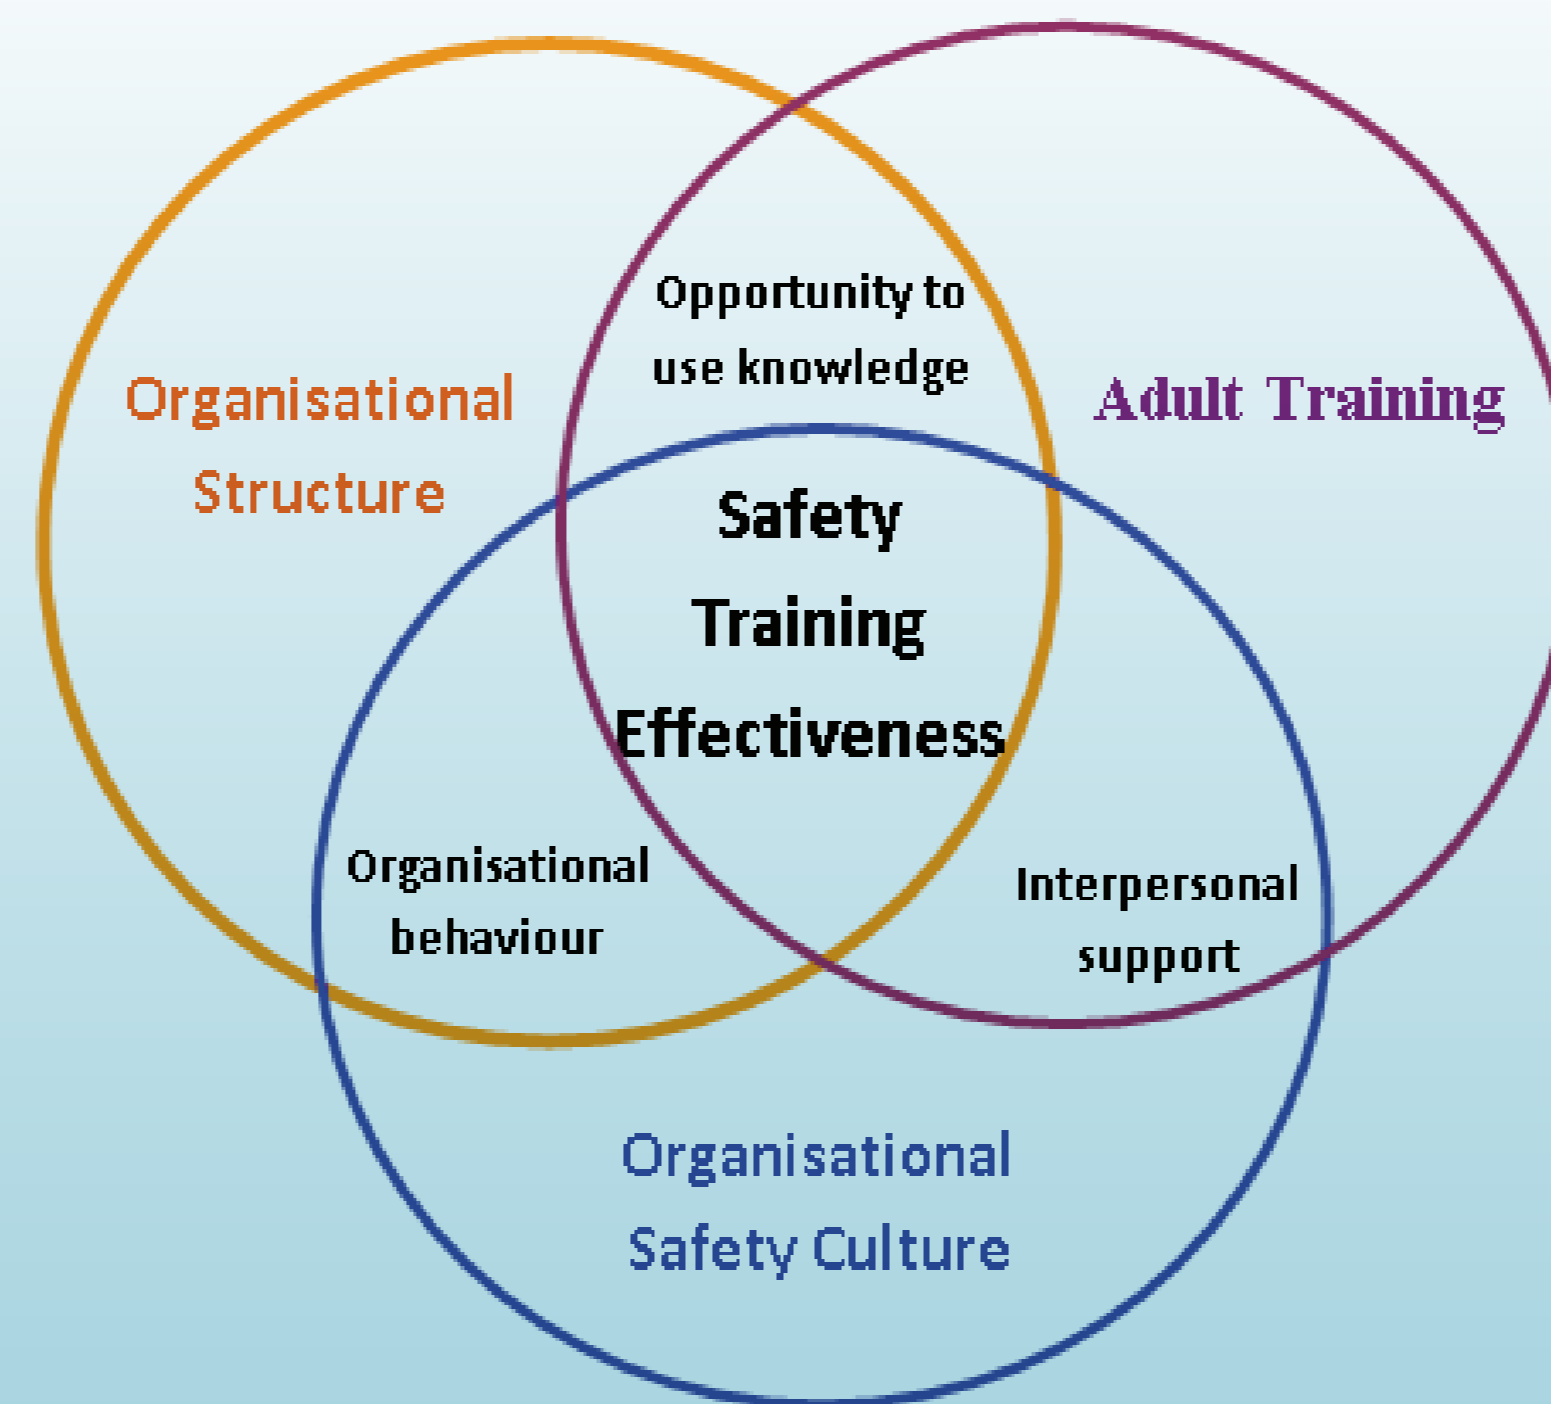 Opportunity to
use knowledge
Organisational
Structure
Adult Training
Safety
Training
Effectiveness
Organisational
behaviour
Interpersonal
support
Organisational
Safety Culture